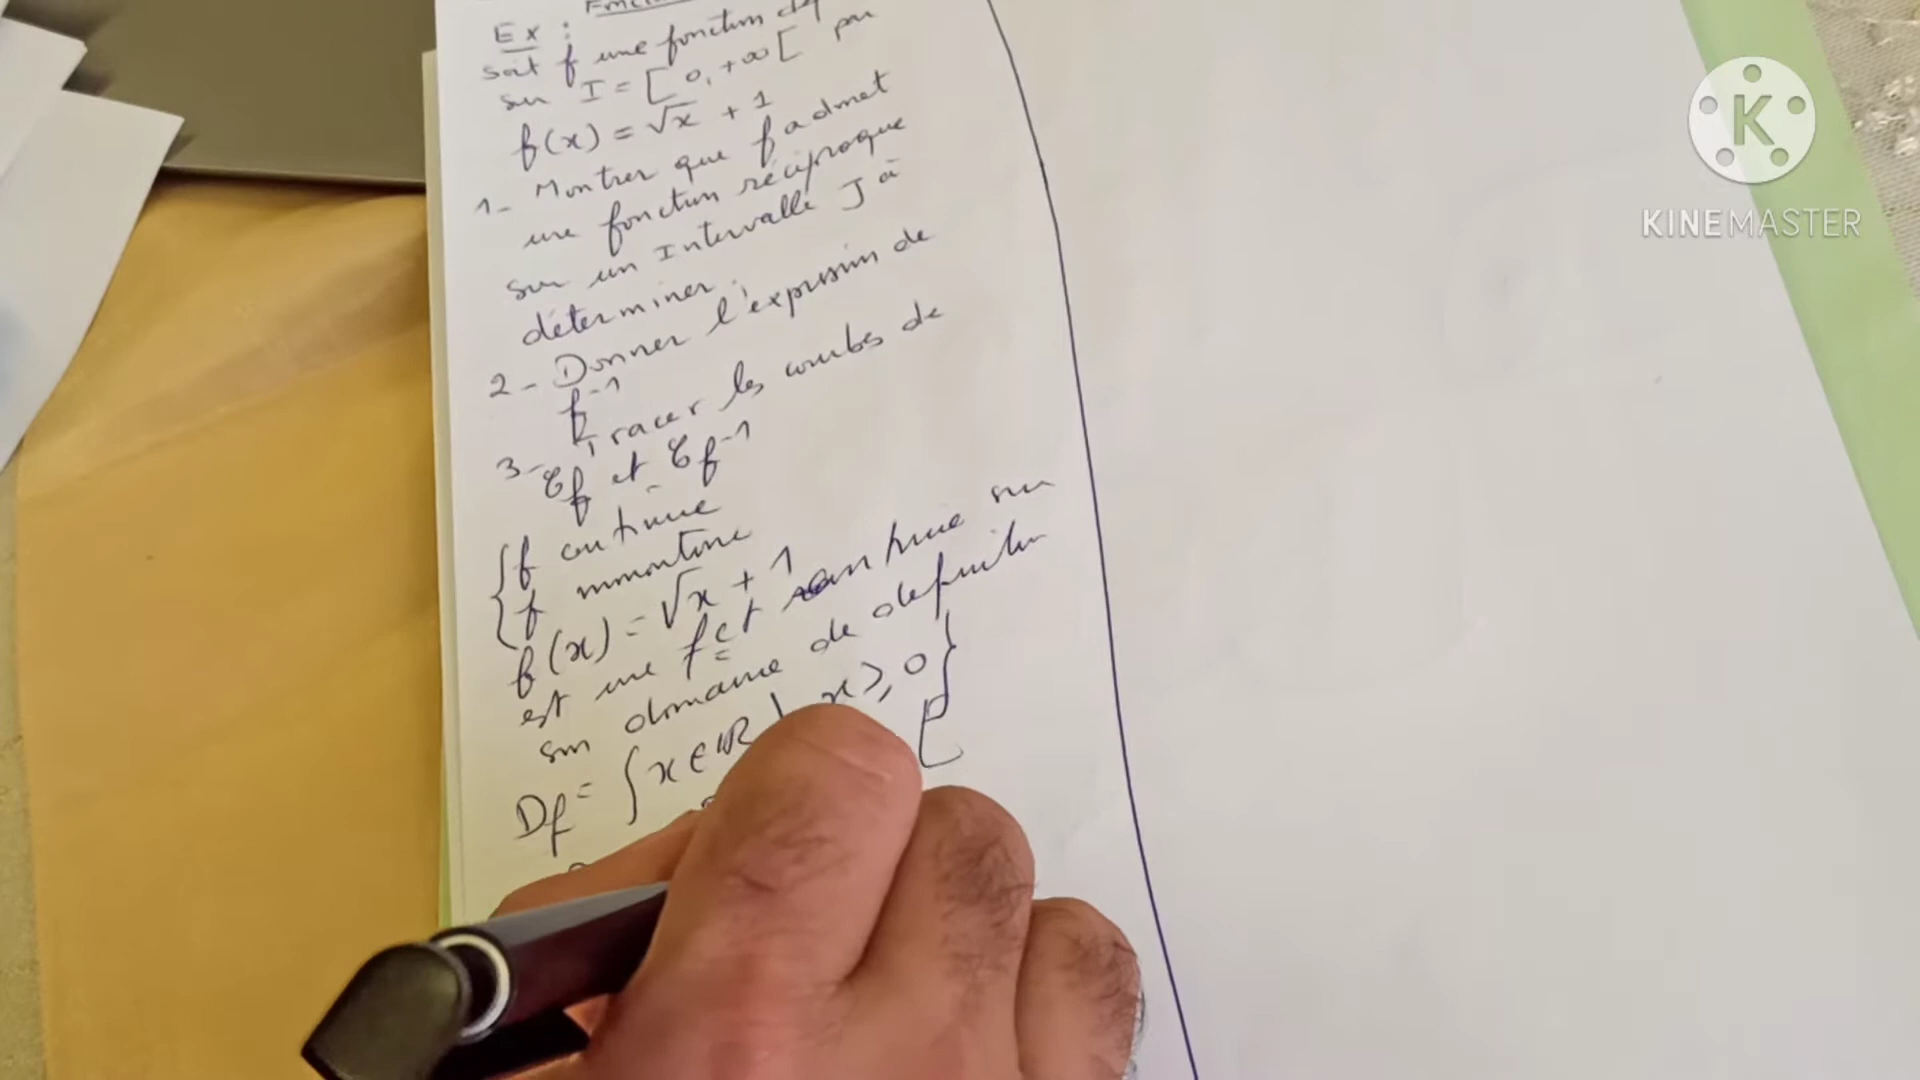 Ex :
soit f une fonction def
sur I = [0, +∞[ par
f(x) = √x + 1
1- Montrer que f admet
une fonction réciproque
sur un Intervalle J à
déterminer.
2- Donner l'expression de
f⁻¹
3- Tracer les courbes de
𝒞f et 𝒞f⁻¹
{ f continue
{ f monotone
f(x) = √x + 1
est une fct continue sur
son domaine de definition
Df = {x ∈ ℝ | x ⩾ 0}
[
K
KINEMASTER